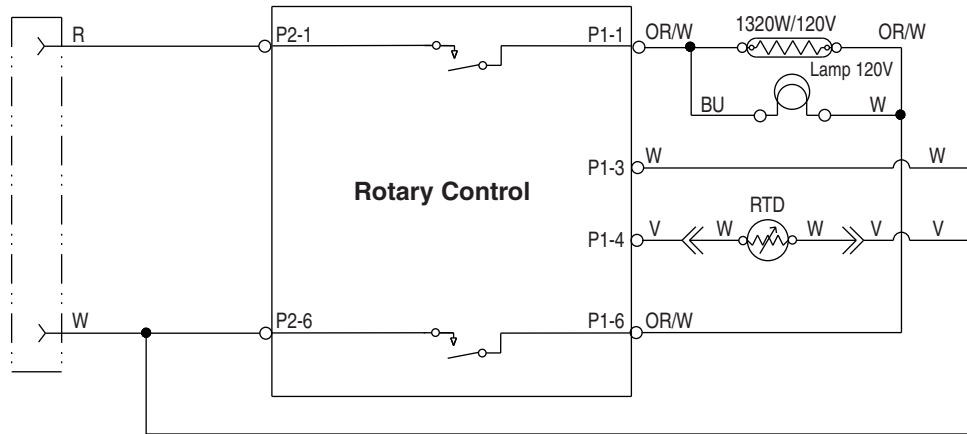 R P2-1 P1-1 OR/W 1320W/120V OR/W
Lamp 120V
BU W
P1-3 W W
Rotary Control
RTD
P1-4 V W W V V
W P2-6 P1-6 OR/W